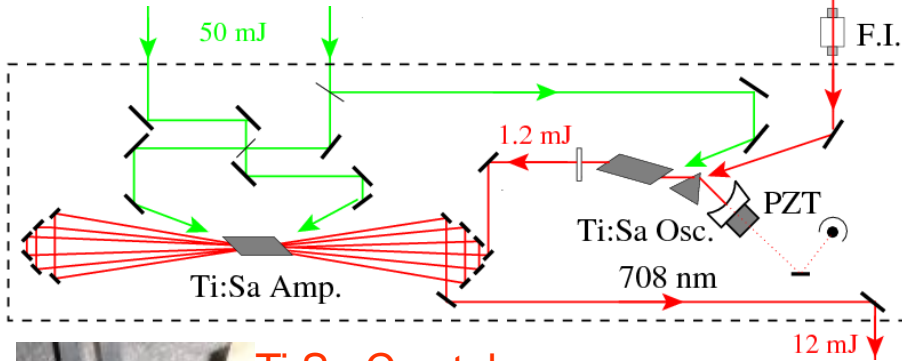 50 mJ
F.I.
1.2 mJ
PZT
Ti:Sa Osc.
Ti:Sa Amp.
708 nm
12 mJ